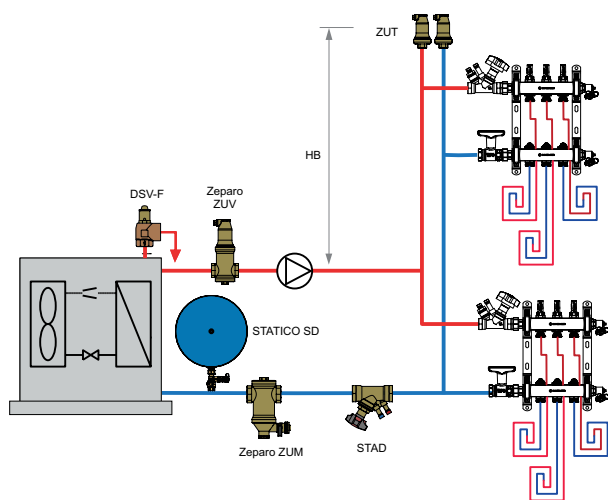 ZUT
HB
DSV-F
Zeparo
ZUV
STATICO SD
Zeparo ZUM
STAD